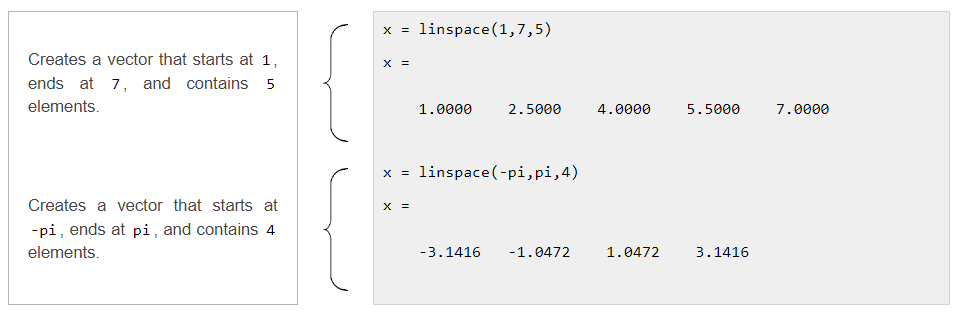 Creates a vector that starts at 1,
ends at 7, and contains 5
elements.
x = linspace(1,7,5)
x =
1.0000 2.5000 4.0000 5.5000 7.0000
Creates a vector that starts at
-pi, ends at pi, and contains 4
elements.
x = linspace(-pi,pi,4)
x =
-3.1416 -1.0472 1.0472 3.1416